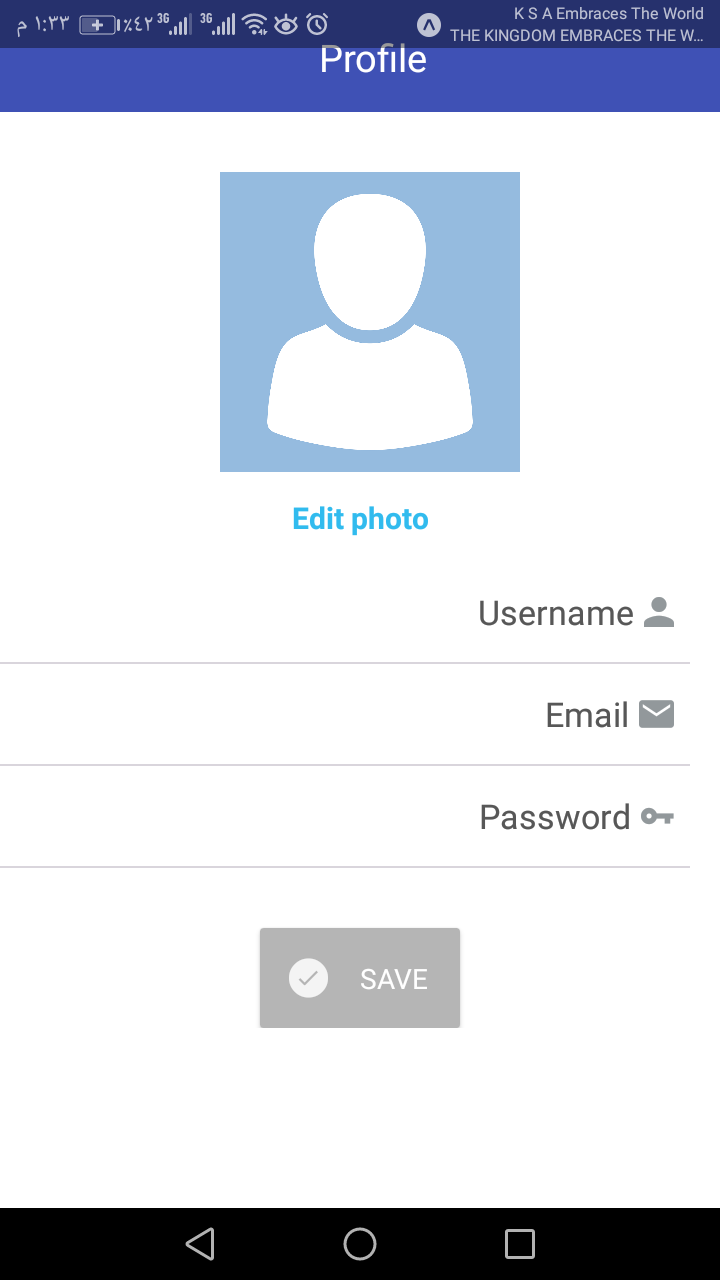 م ١:٣٣ ٪٤٢ 3G 3G
K S A Embraces The World
THE KINGDOM EMBRACES THE W...
Profile
Edit photo
Username
Email
Password
SAVE